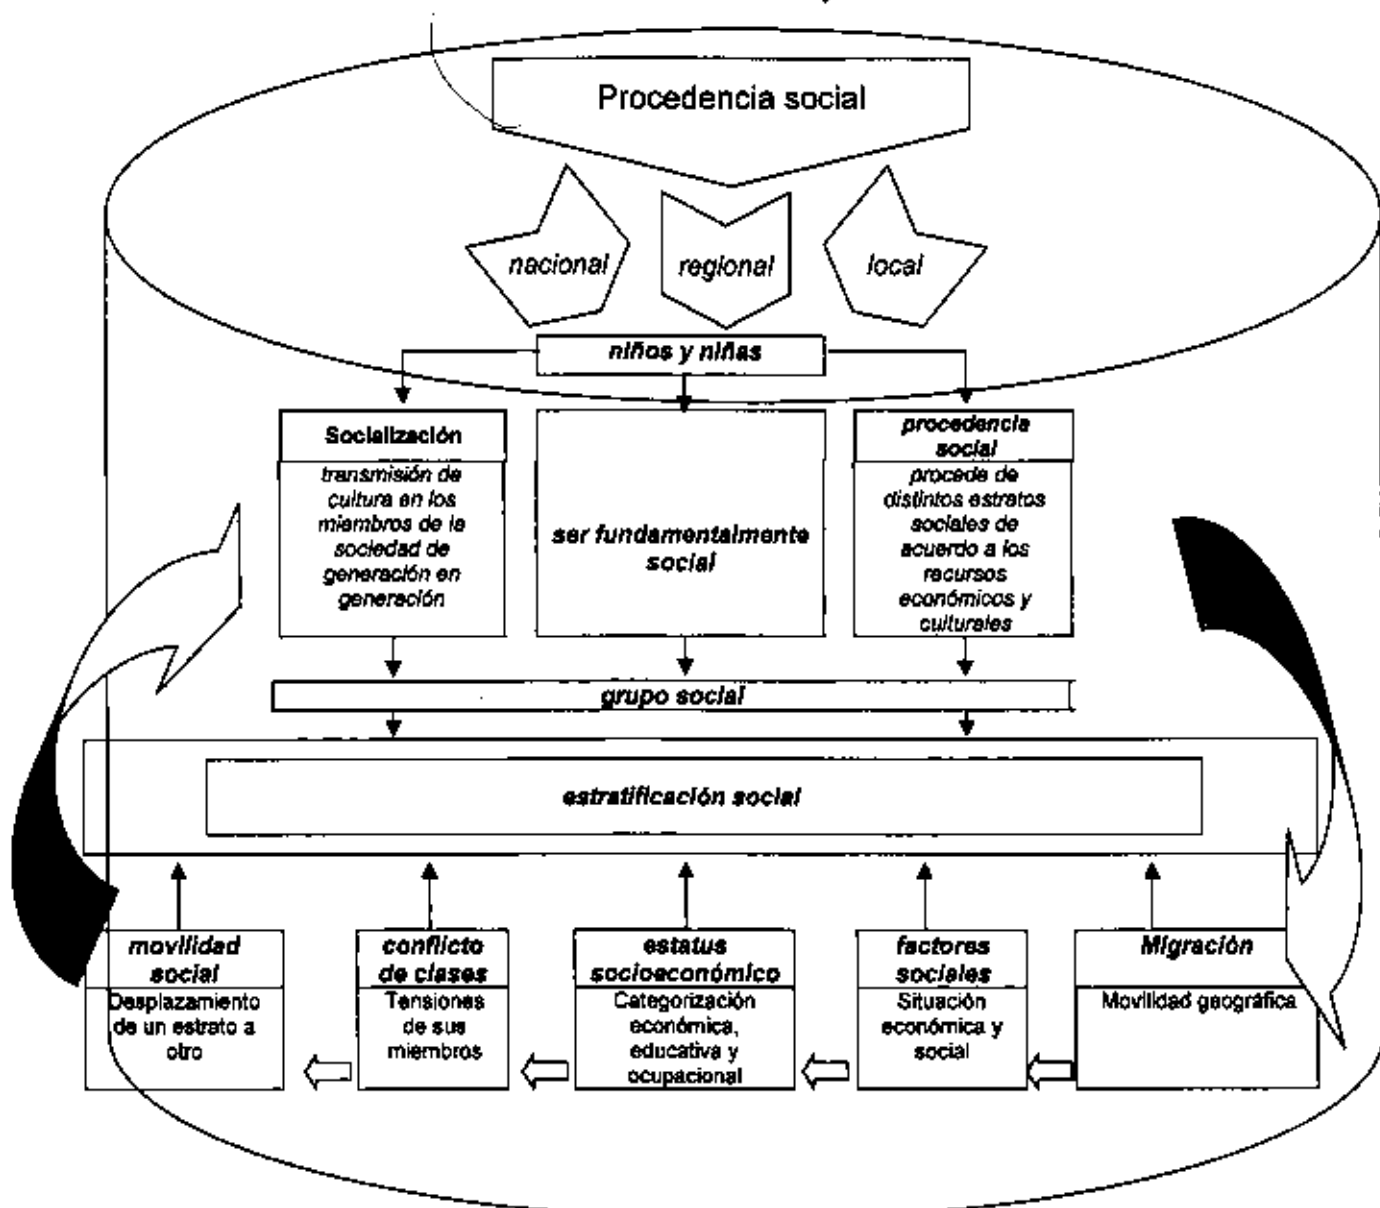 Procedencia social
nacional
regional
local
niños y niñas
Socialización
transmisión de
cultura en los
miembros de la
sociedad de
generación en
generación
ser fundamentalmente
social
procedencia
social
procede de
distintos estratos
sociales de
acuerdo a los
recursos
económicos y
culturales
grupo social
estratificación social
movilidad
social
Desplazamiento
de un estrato a
otro
conflicto
de clases
Tensiones
de sus
miembros
estatus
socioeconómico
Categorización
económica,
educativa y
ocupacional
factores
sociales
Situación
económica y
social
Migración
Movilidad geográfica